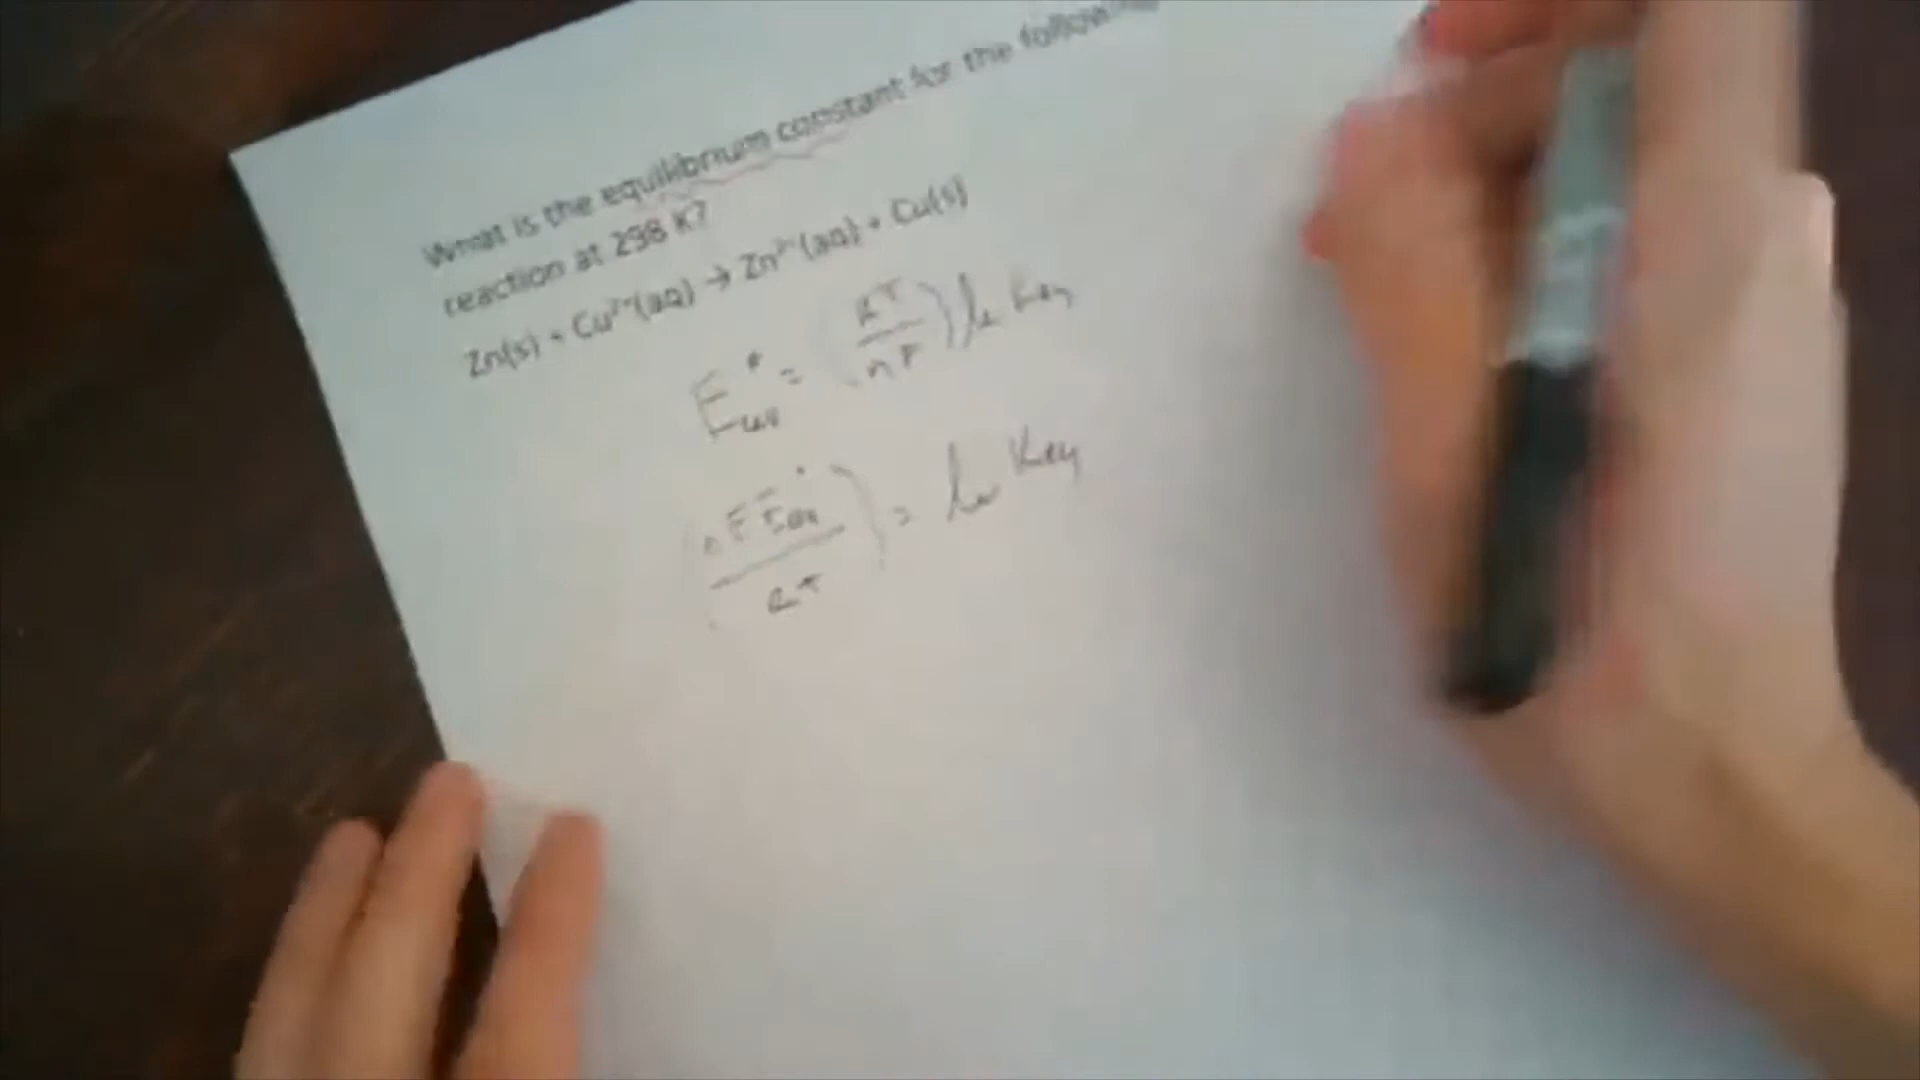 What is the equilibrium constant for the following
reaction at 298 K?
Zn(s) + Cu²⁺(aq) → Zn²⁺(aq) + Cu(s)
E°cell = (RT/nF) ln Keq
(nFE°cell/RT) = ln Keq